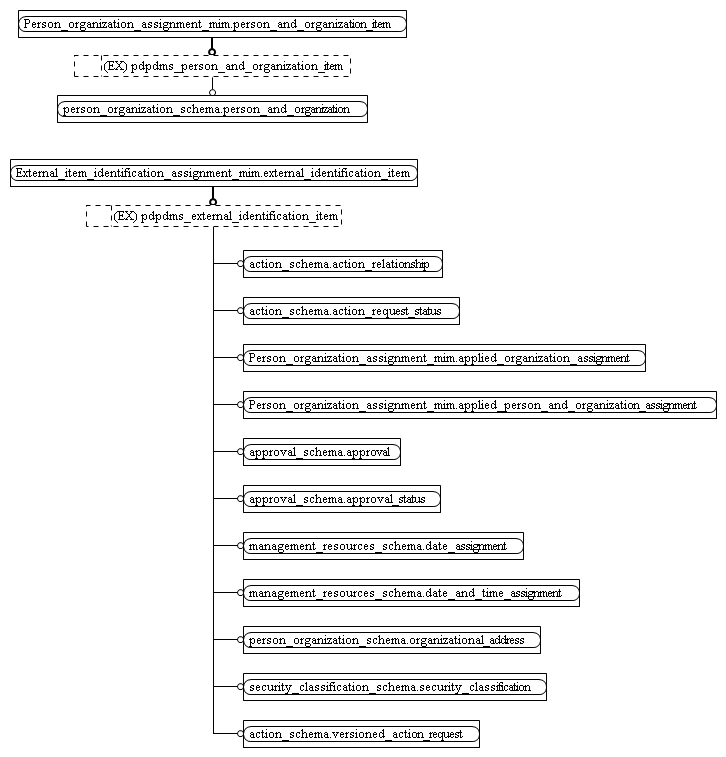 Person_organization_assignment_mim.person_and_organization_item
(EX) pdpdms_person_and_organization_item
person_organization_schema.person_and_organization
External_item_identification_assignment_mim.external_identification_item
(EX) pdpdms_external_identification_item
action_schema.action_relationship
action_schema.action_request_status
Person_organization_assignment_mim.applied_organization_assignment
Person_organization_assignment_mim.applied_person_and_organization_assignment
approval_schema.approval
approval_schema.approval_status
management_resources_schema.date_assignment
management_resources_schema.date_and_time_assignment
person_organization_schema.organizational_address
security_classification_schema.security_classification
action_schema.versioned_action_request